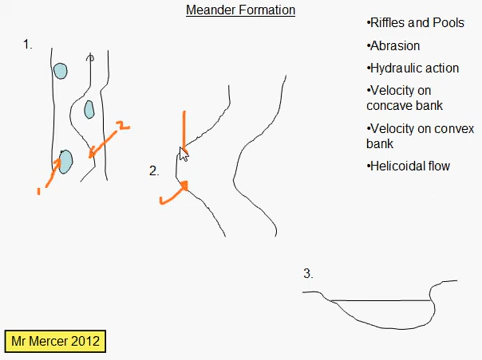 Meander Formation
1.
2
1
2.
3.
Riffles and Pools
Abrasion
Hydraulic action
Velocity on
concave bank
Velocity on convex
bank
Helicoidal flow
Mr Mercer 2012